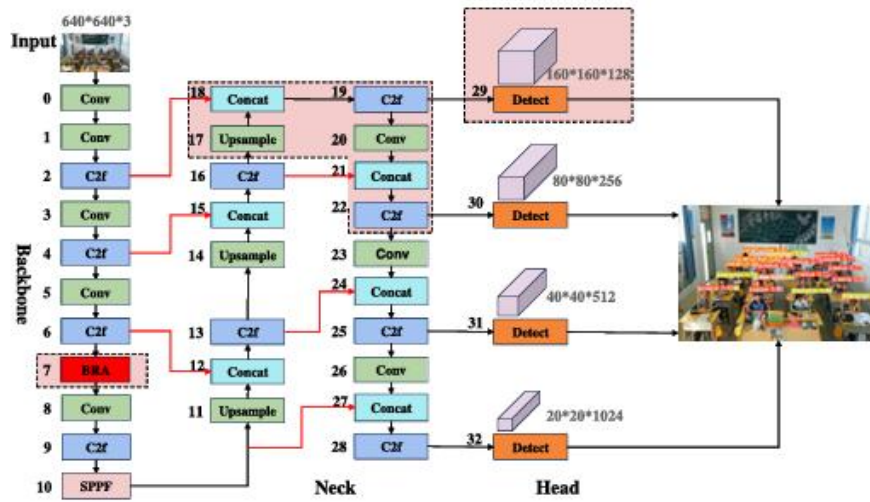 640*640*3
Input
0 Conv
1 Conv
2 C2f
3 Conv
4 C2f
5 Conv
6 C2f
7 BRA
8 Conv
9 C2f
10 SPPF
Backbone
18 Concat
17 Upsample
16 C2f
15 Concat
14 Upsample
13 C2f
12 Concat
11 Upsample
19 C2f
20 Conv
21 Concat
22 C2f
23 Conv
24 Concat
25 C2f
26 Conv
27 Concat
28 C2f
Neck
160*160*128
29 Detect
80*80*256
30 Detect
40*40*512
31 Detect
20*20*1024
32 Detect
Head